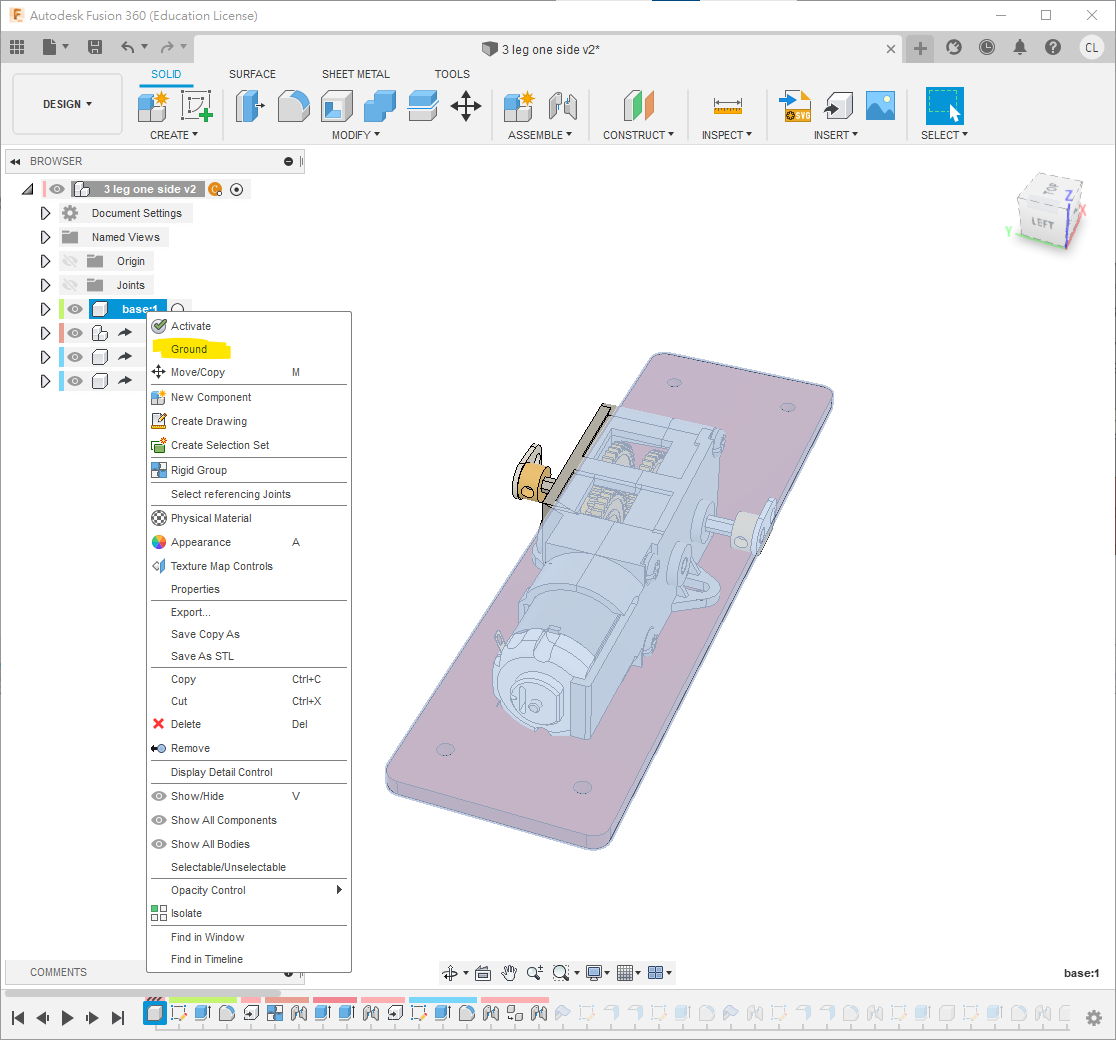 Autodesk Fusion 360 (Education License)
3 leg one side v2*
CL
DESIGN
SOLID SURFACE SHEET METAL TOOLS
SVG
CREATE MODIFY ASSEMBLE CONSTRUCT INSPECT INSERT SELECT
BROWSER
3 leg one side v2
Document Settings
Named Views
Origin
Joints
base:1
TOP
LEFT
Z
X
Y
Activate
Ground
Move/Copy M
New Component
Create Drawing
Create Selection Set
Rigid Group
Select referencing Joints
Physical Material
Appearance A
Texture Map Controls
Properties
Export...
Save Copy As
Save As STL
Copy Ctrl+C
Cut Ctrl+X
Delete Del
Remove
Display Detail Control
Show/Hide V
Show All Components
Show All Bodies
Selectable/Unselectable
Opacity Control
Isolate
Find in Window
Find in Timeline
COMMENTS
base:1